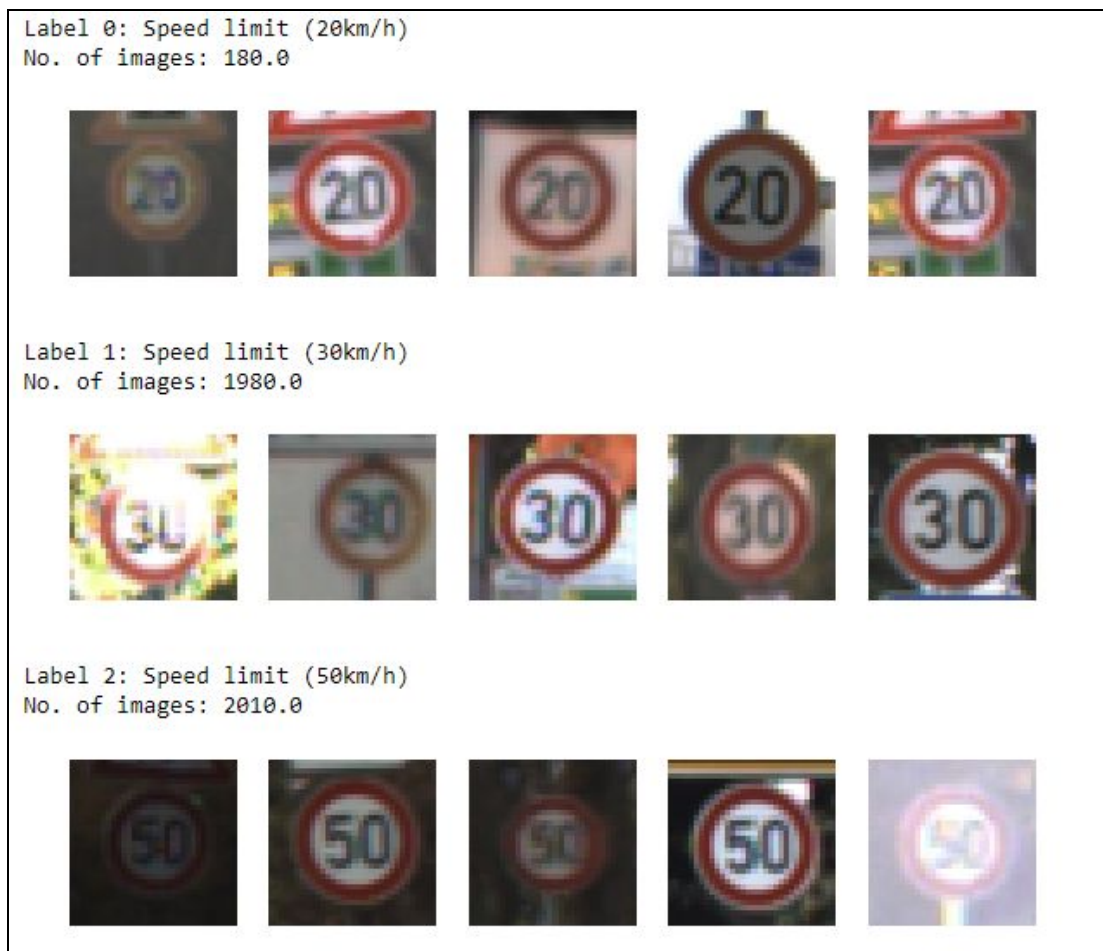 Label 0: Speed limit (20km/h)
No. of images: 180.0
20 20 20 20 20
Label 1: Speed limit (30km/h)
No. of images: 1980.0
30 30 30 30 30
Label 2: Speed limit (50km/h)
No. of images: 2010.0
50 50 50 50 50